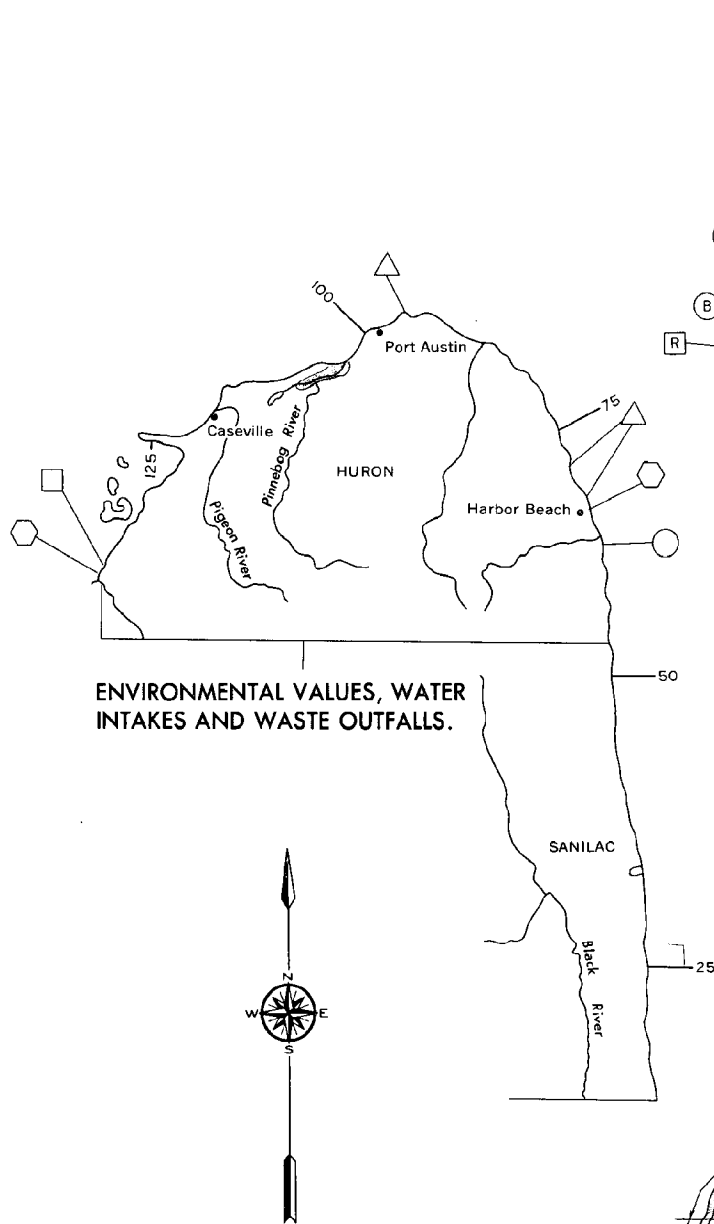 B
R
100
Port Austin
75
Caseville
Pinnebog River
125
HURON
Harbor Beach
Pigeon River
50
ENVIRONMENTAL VALUES, WATER
INTAKES AND WASTE OUTFALLS.
SANILAC
Black River
25
N
W E
S